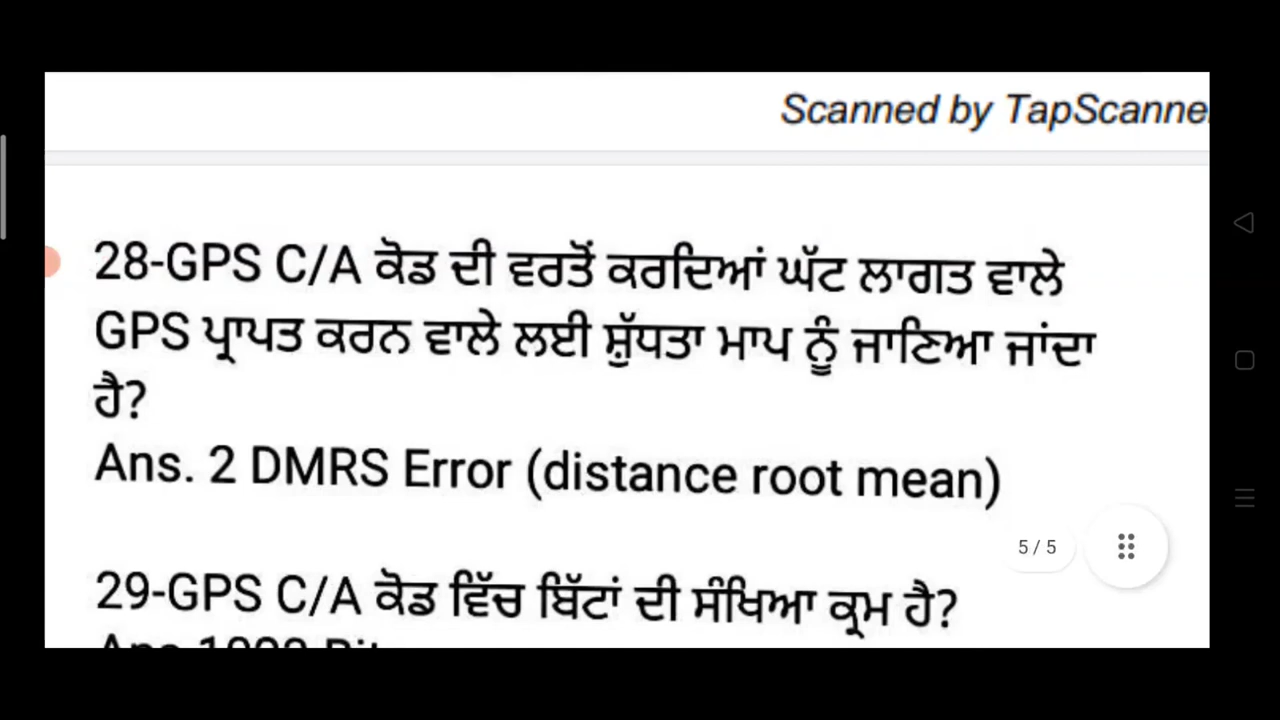 Scanned by TapScanne
28-GPS C/A ਕੋਡ ਦੀ ਵਰਤੋਂ ਕਰਦਿਆਂ ਘੱਟ ਲਾਗਤ ਵਾਲੇ
GPS ਪ੍ਰਾਪਤ ਕਰਨ ਵਾਲੇ ਲਈ ਸ਼ੁੱਧਤਾ ਮਾਪ ਨੂੰ ਜਾਣਿਆ ਜਾਂਦਾ
ਹੈ?
Ans. 2 DMRS Error (distance root mean)
5 / 5
29-GPS C/A ਕੋਡ ਵਿੱਚ ਬਿੱਟਾਂ ਦੀ ਸੰਖਿਆ ਕ੍ਰਮ ਹੈ?